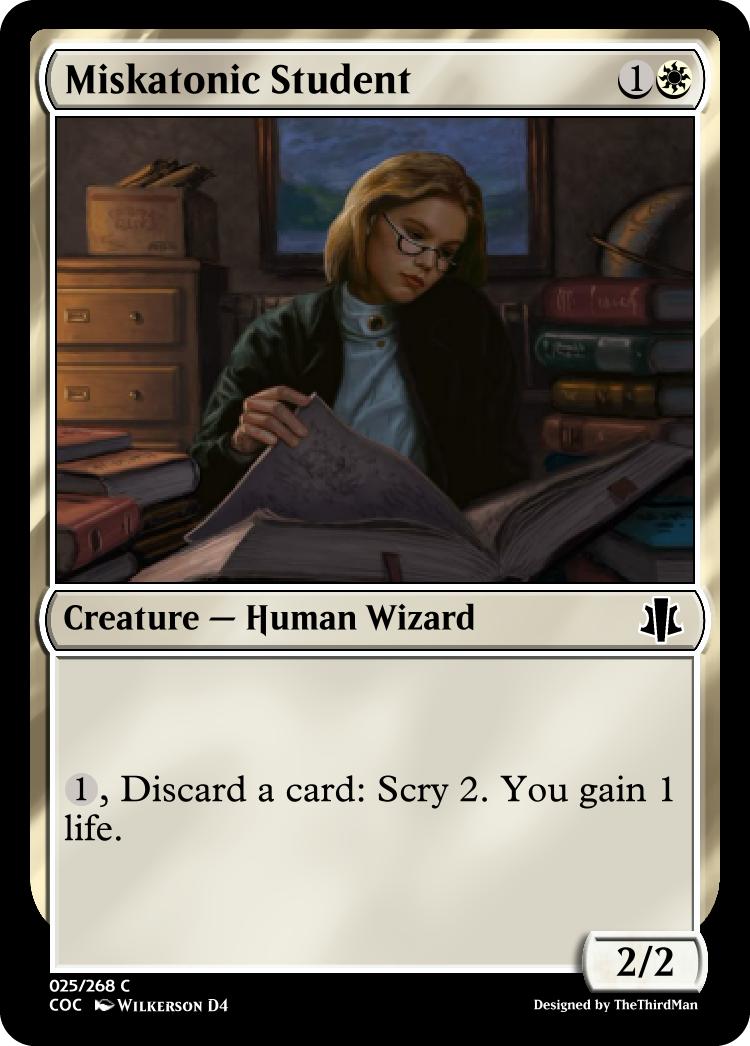 Miskatonic Student 1
Creature — Human Wizard
1, Discard a card: Scry 2. You gain 1
life.
2/2
025/268 C
COC WILKERSON D4
Designed by TheThirdMan